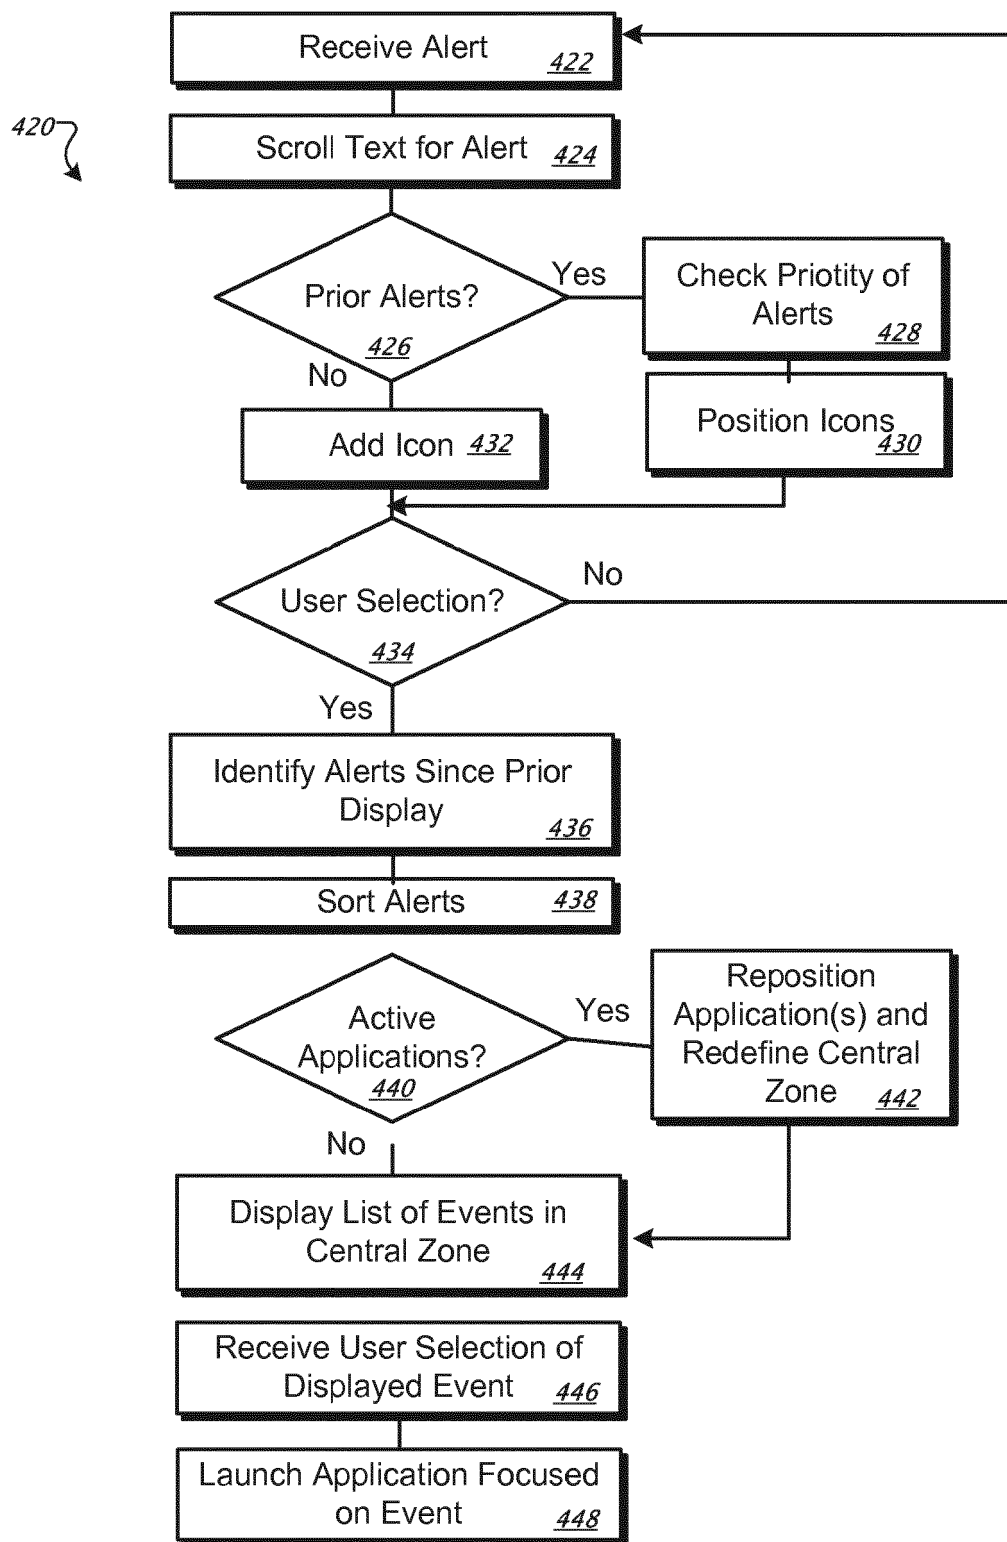 Receive Alert 422
420
Scroll Text for Alert 424
Prior Alerts?
426
Yes
No
Check Priotity of
Alerts
428
Position Icons
430
Add Icon 432
User Selection?
434
No
Yes
Identify Alerts Since Prior
Display
436
Sort Alerts 438
Active
Applications?
440
Yes
No
Reposition
Application(s) and
Redefine Central
Zone 442
Display List of Events in
Central Zone
444
Receive User Selection of
Displayed Event 446
Launch Application Focused
on Event 448